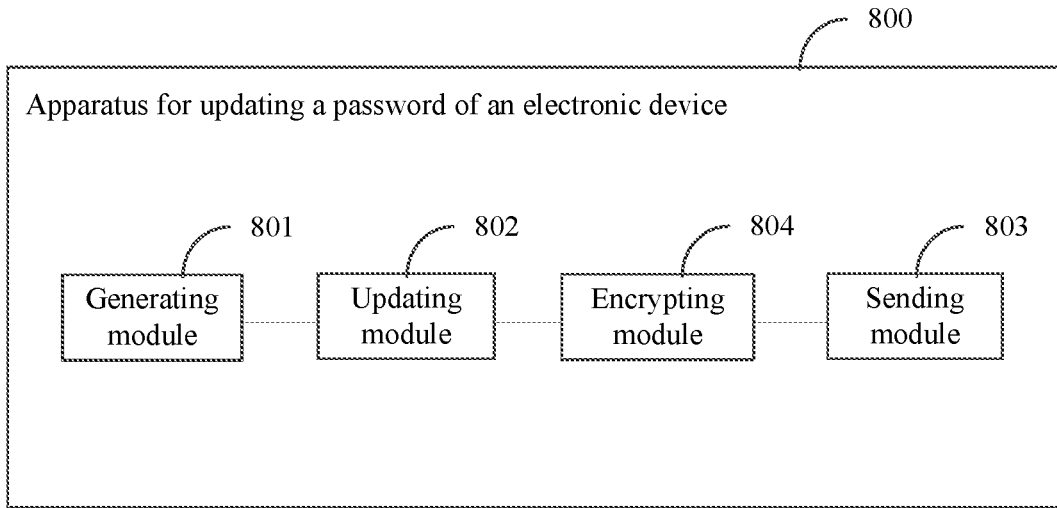 800
Apparatus for updating a password of an electronic device
801
802
804
803
Generating
module
Updating
module
Encrypting
module
Sending
module